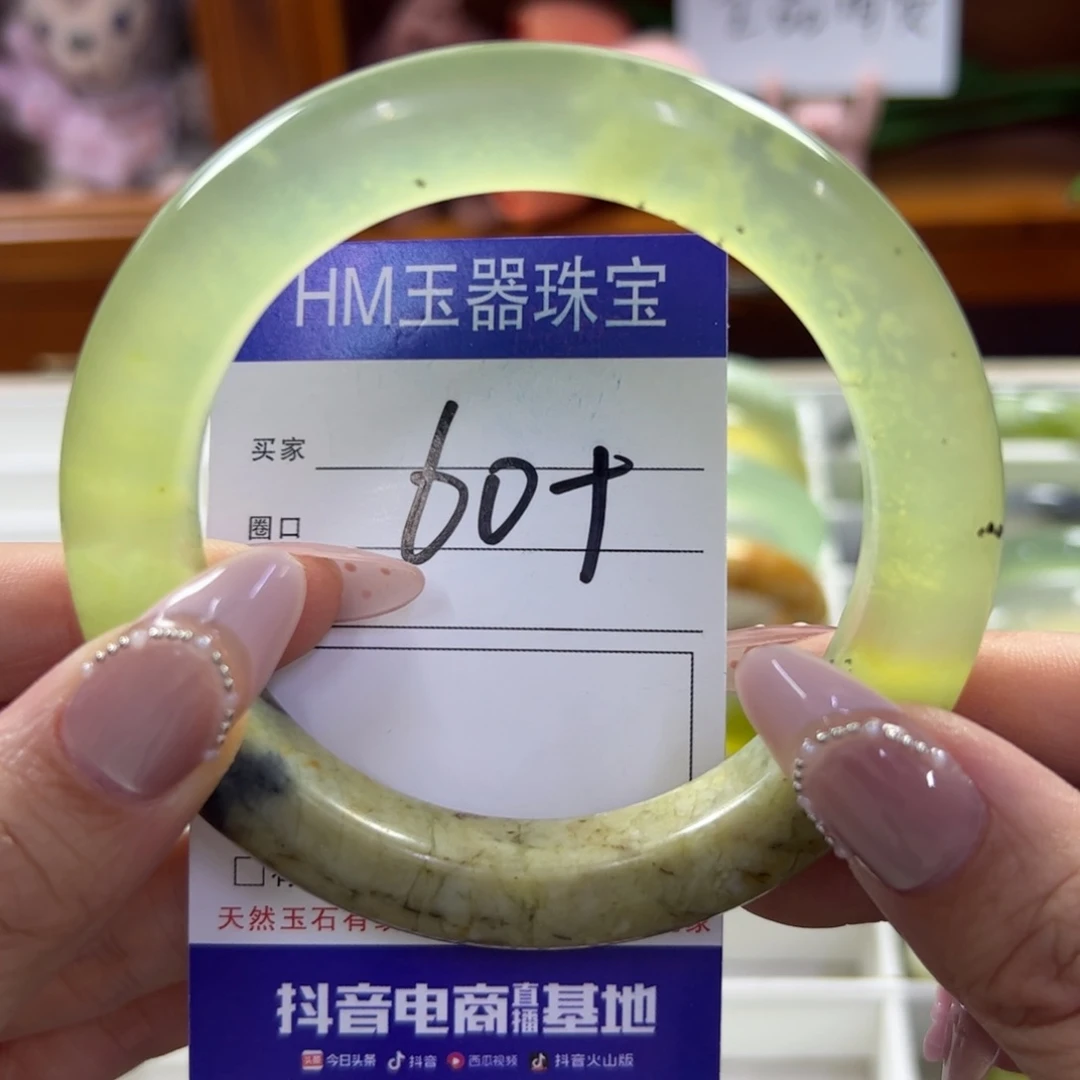 HM玉器珠宝
买家
60+
圈口
天然玉石有
家
抖音电商直播基地
今日头条 抖音 西瓜视频 抖音火山版